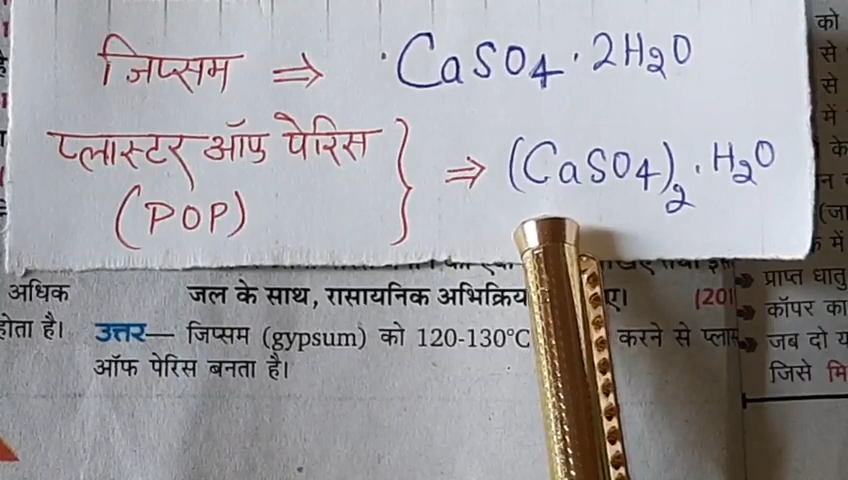 जिप्सम ⇒ CaSO4・2H2O
प्लास्टर ऑफ पेरिस
(POP) } ⇒ (CaSO4)2・H2O
जल के साथ, रासायनिक अभिक्रिय ए। (201
उत्तर— जिप्सम (gypsum) को 120-130°C करने से प्ला
ऑफ पेरिस बनता है।
अधिक
होता है।
को
से
से
में
के
न
(जा
में
प्राप्त धातु
कॉपर का
जब दो य
जिसे मि